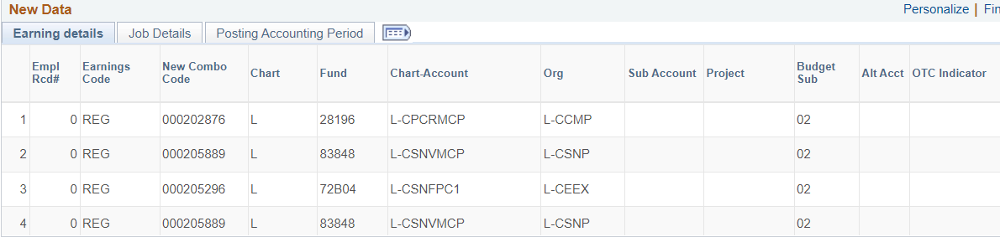 New Data Personalize | Fin
Earning details Job Details Posting Accounting Period
Empl Rcd# Earnings Code New Combo Code Chart Fund Chart-Account Org Sub Account Project Budget Sub Alt Acct OTC Indicator
1 0 REG 000202876 L 28196 L-CPCRMCP L-CCMP 02
2 0 REG 000205889 L 83848 L-CSNVMCP L-CSNP 02
3 0 REG 000205296 L 72B04 L-CSNFPC1 L-CEEX 02
4 0 REG 000205889 L 83848 L-CSNVMCP L-CSNP 02